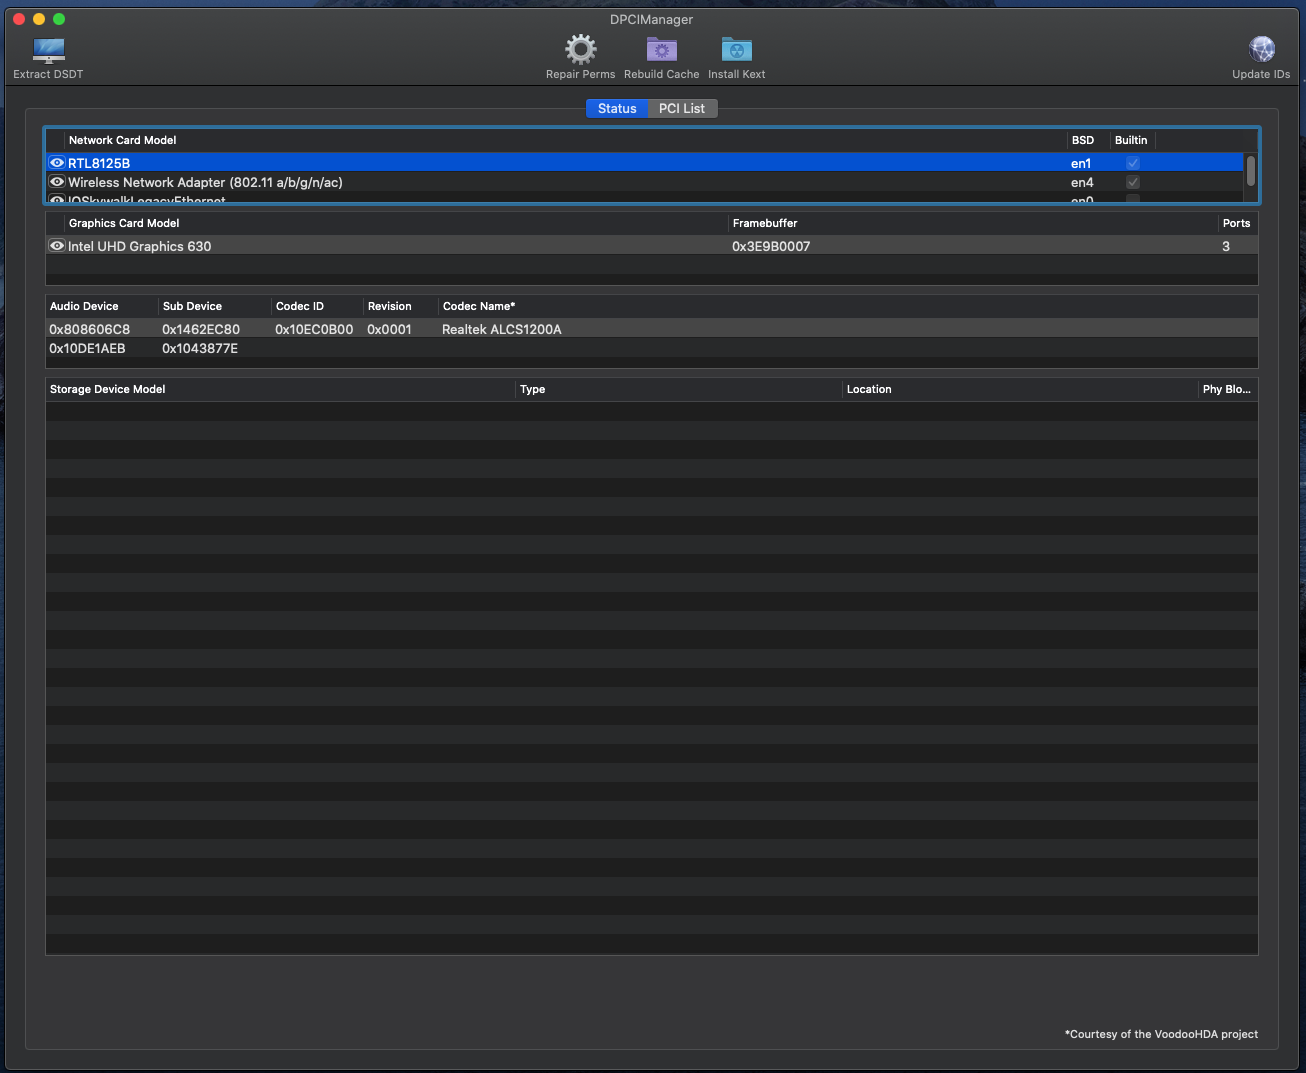 DPCIManager
Extract DSDT
Repair Perms Rebuild Cache Install Kext
Update IDs
Status PCI List
Network Card Model BSD Builtin
RTL8125B en1
Wireless Network Adapter (802.11 a/b/g/n/ac) en4
IOSkywalkLegacyEthernet en0
Graphics Card Model Framebuffer Ports
Intel UHD Graphics 630 0x3E9B0007 3
Audio Device Sub Device Codec ID Revision Codec Name*
0x808606C8 0x1462EC80 0x10EC0B00 0x0001 Realtek ALCS1200A
0x10DE1AEB 0x1043877E
Storage Device Model Type Location Phy Blo...
*Courtesy of the VoodooHDA project